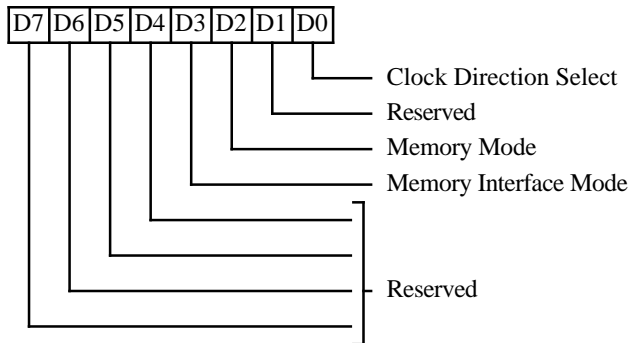 D7 D6 D5 D4 D3 D2 D1 D0
Clock Direction Select
Reserved
Memory Mode
Memory Interface Mode
Reserved